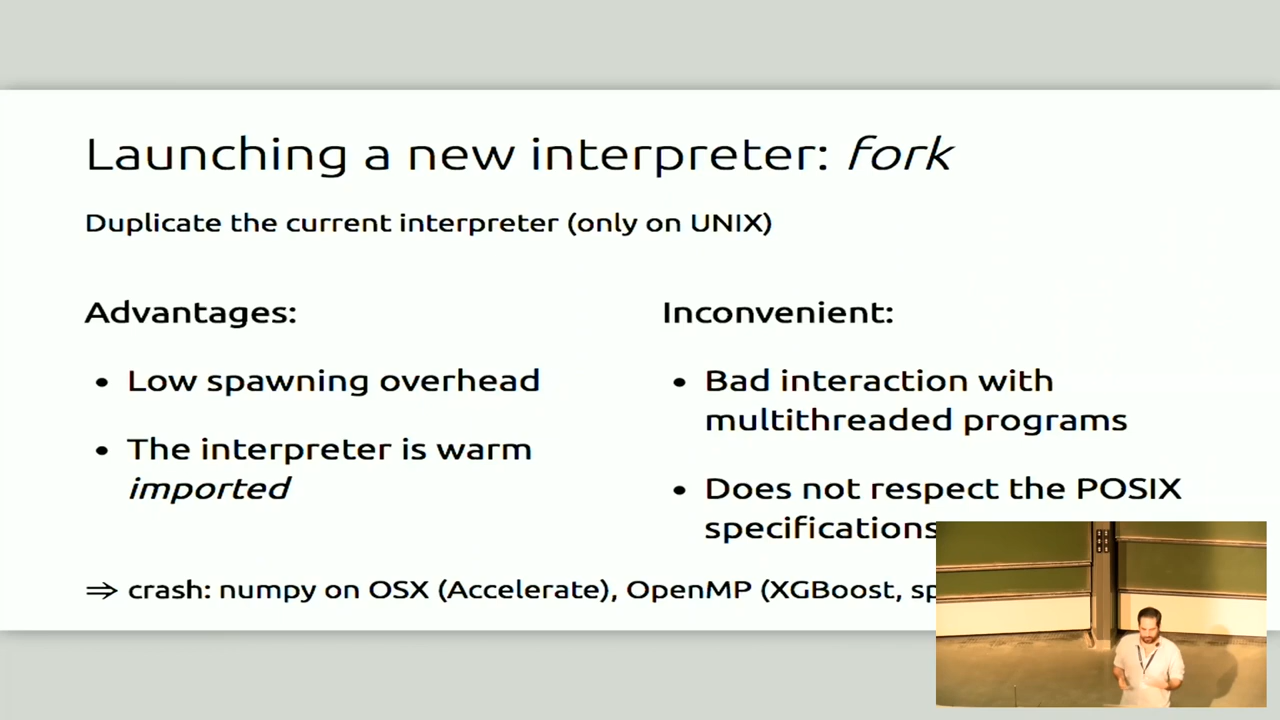 Launching a new interpreter: fork
Duplicate the current interpreter (only on UNIX)
Advantages:
• Low spawning overhead
• The interpreter is warm
imported
Inconvenient:
• Bad interaction with
multithreaded programs
• Does not respect the POSIX
specifications
⇒ crash: numpy on OSX (Accelerate), OpenMP (XGBoost,